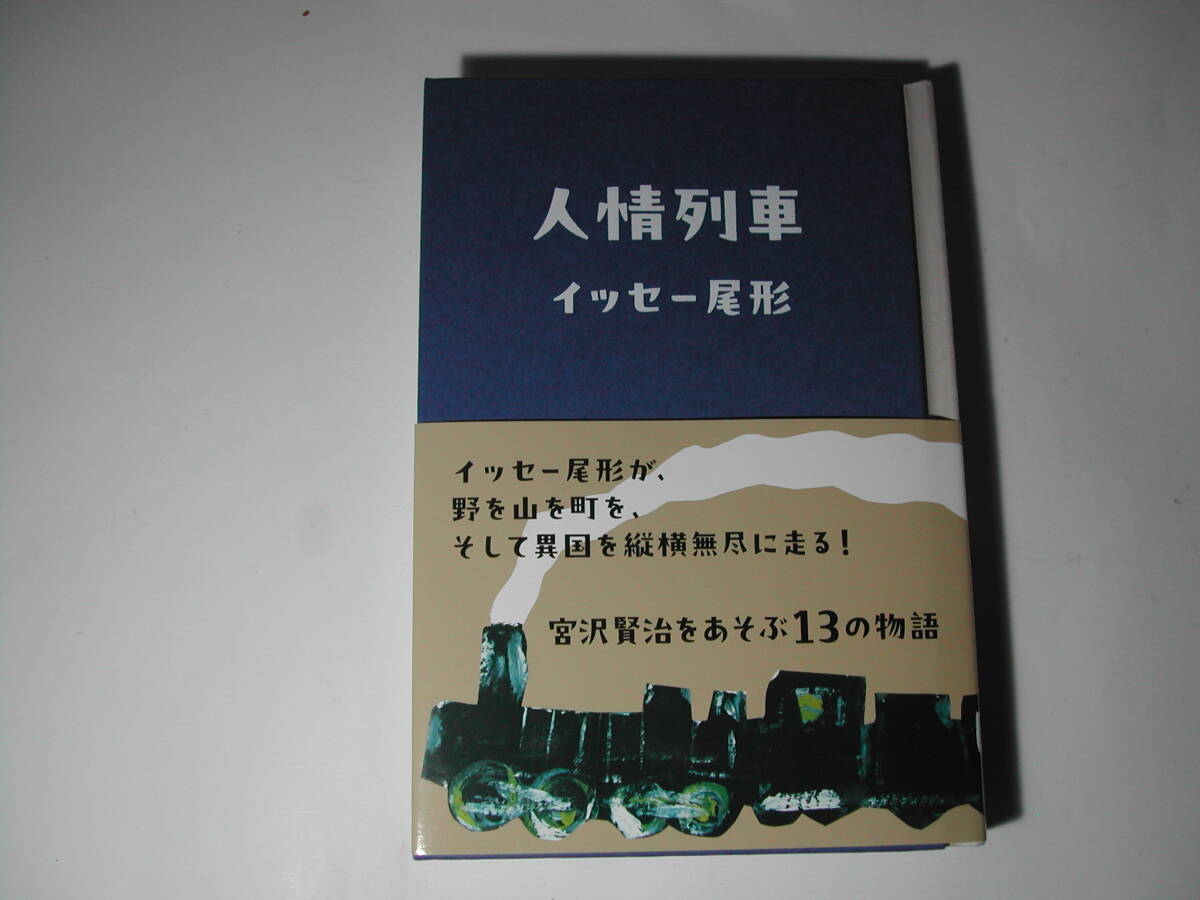 人情列車
イッセー尾形
イッセー尾形が、
野を山を町を、
そして異国を縦横無尽に走る!
宮沢賢治をあそぶ13の物語